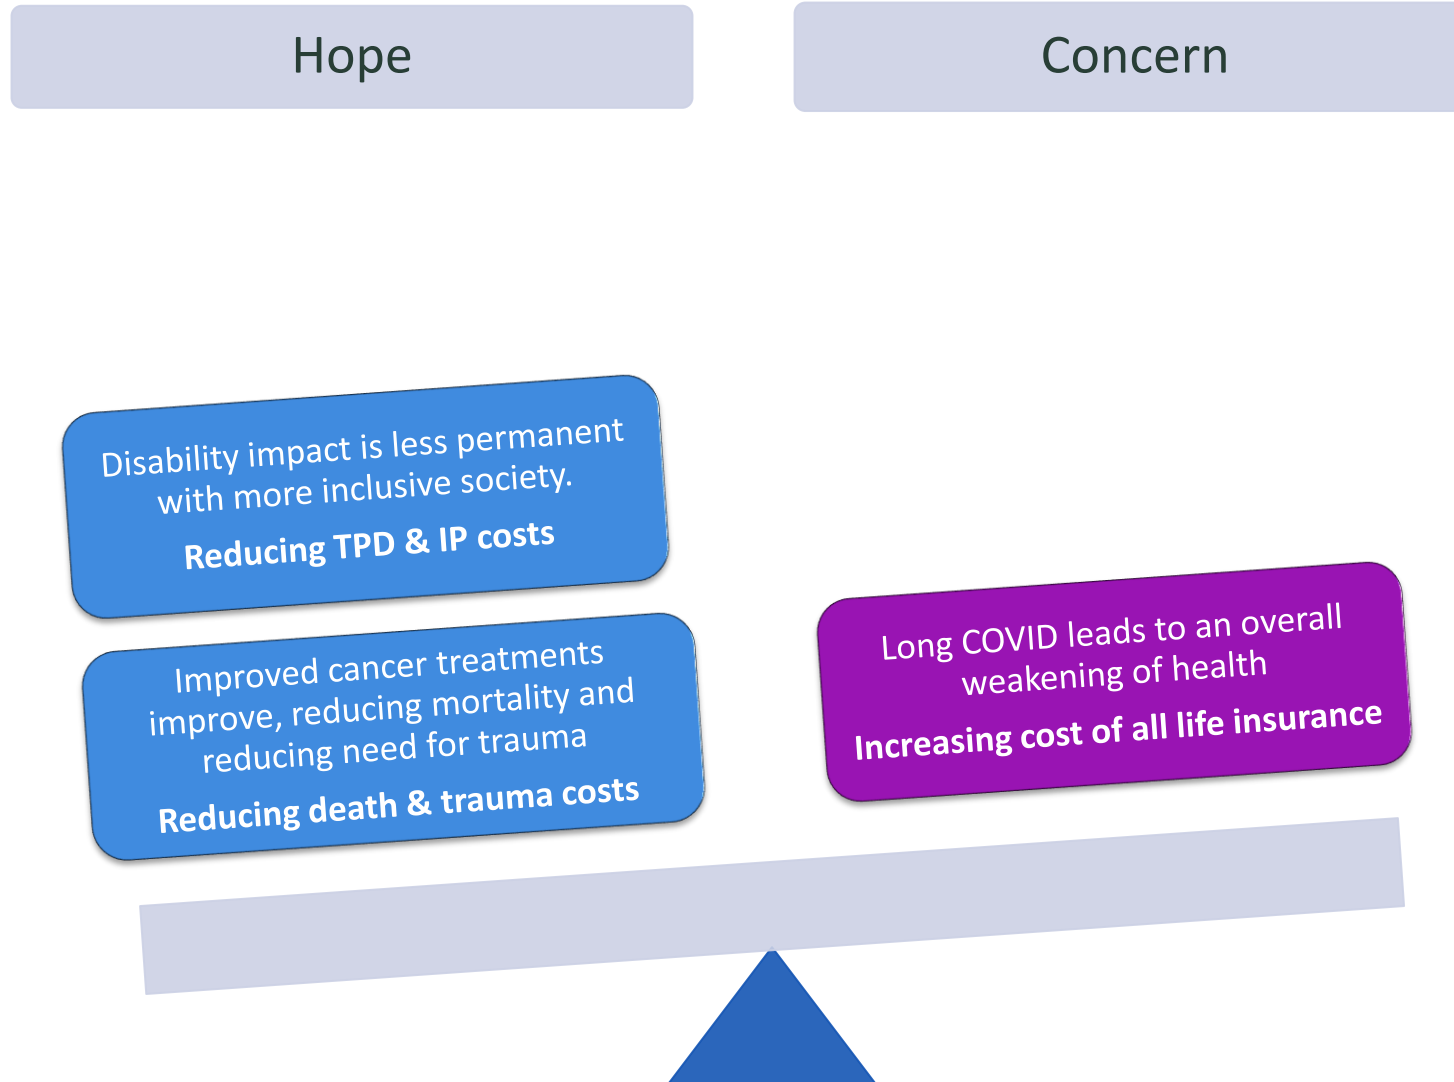 Hope
Concern
Disability impact is less permanent
with more inclusive society.
Reducing TPD & IP costs
Improved cancer treatments
improve, reducing mortality and
reducing need for trauma
Reducing death & trauma costs
Long COVID leads to an overall
weakening of health
Increasing cost of all life insurance